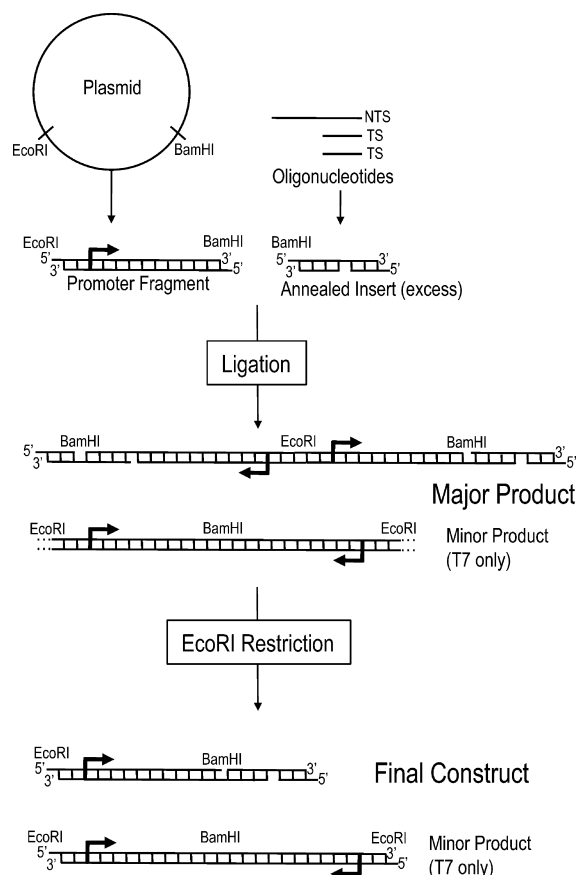 Plasmid
EcoRI
BamHI
NTS
TS
TS
Oligonucleotides
EcoRI
BamHI
5’
3’
3’
5’
Promoter Fragment
BamHI
5’
3’
3’
5’
Annealed Insert (excess)
Ligation
BamHI
EcoRI
BamHI
5’
3’
3’
5’
Major Product
EcoRI
BamHI
EcoRI
Minor Product
(T7 only)
EcoRI Restriction
EcoRI
BamHI
5’
3’
3’
5’
Final Construct
EcoRI
BamHI
EcoRI
5’
3’
3’
5’
Minor Product
(T7 only)